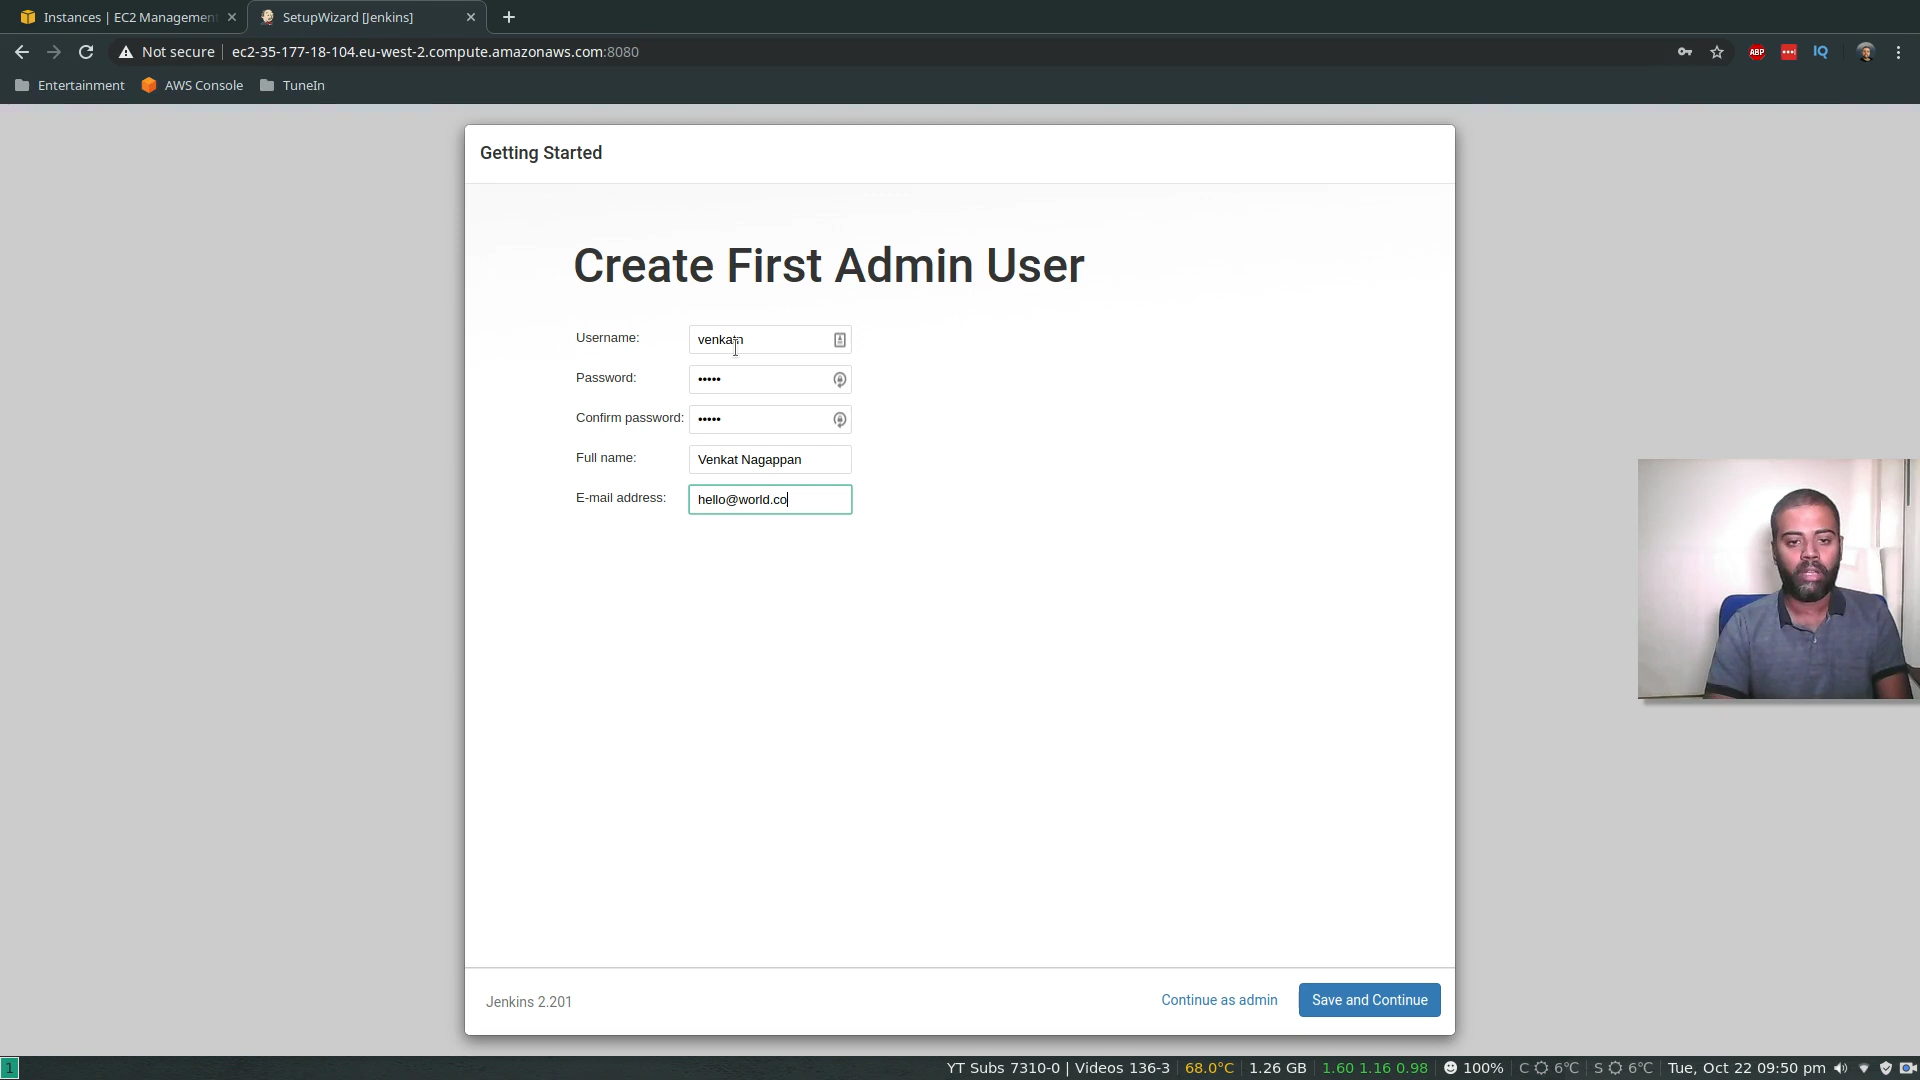 Instances | EC2 Management
SetupWizard [Jenkins]
Not secure
ec2-35-177-18-104.eu-west-2.compute.amazonaws.com:8080
ABP
IQ
Entertainment
AWS Console
TuneIn
Getting Started
Create First Admin User
Username:
venkatn
Password:
•••••
Confirm password:
•••••
Full name:
Venkat Nagappan
E-mail address:
hello@world.co
Jenkins 2.201
Continue as admin
Save and Continue
1
YT Subs 7310-0 | Videos 136-3 | 68.0°C | 1.26 GB | 1.60 1.16 0.98 | 100% | C 6°C | S 6°C | Tue, Oct 22 09:50 pm